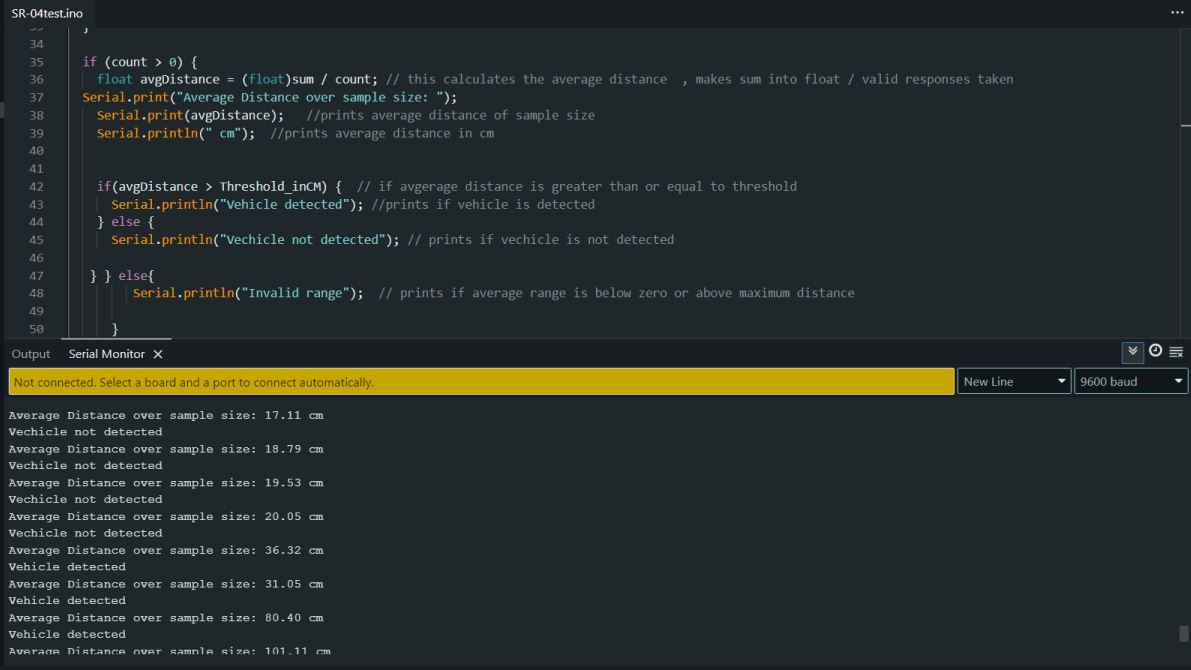 SR-04test.ino
33 }
34
35 if (count > 0) {
36 float avgDistance = (float)sum / count; // this calculates the average distance , makes sum into float / valid responses taken
37 Serial.print("Average Distance over sample size: ");
38 Serial.print(avgDistance); //prints average distance of sample size
39 Serial.println(" cm"); //prints average distance in cm
40
41
42 if(avgDistance > Threshold_inCM) { // if avgerage distance is greater than or equal to threshold
43 Serial.println("Vehicle detected"); //prints if vehicle is detected
44 } else {
45 Serial.println("Vechicle not detected"); // prints if vechicle is not detected
46
47 } } else{
48 Serial.println("Invalid range"); // prints if average range is below zero or above maximum distance
49
50 }
Output Serial Monitor
Not connected. Select a board and a port to connect automatically. New Line 9600 baud
Average Distance over sample size: 17.11 cm
Vechicle not detected
Average Distance over sample size: 18.79 cm
Vechicle not detected
Average Distance over sample size: 19.53 cm
Vechicle not detected
Average Distance over sample size: 20.05 cm
Vechicle not detected
Average Distance over sample size: 36.32 cm
Vehicle detected
Average Distance over sample size: 31.05 cm
Vehicle detected
Average Distance over sample size: 80.40 cm
Vehicle detected
Average Distance over sample size: 101.11 cm